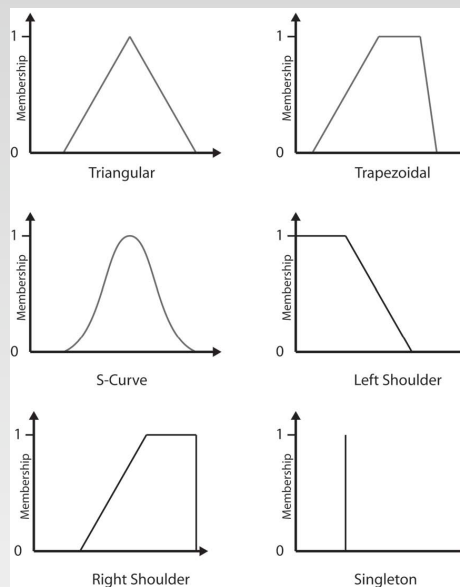 1
Membership
0
Triangular
1
Membership
0
Trapezoidal
1
Membership
0
S-Curve
1
Membership
0
Left Shoulder
1
Membership
0
Right Shoulder
1
Membership
0
Singleton